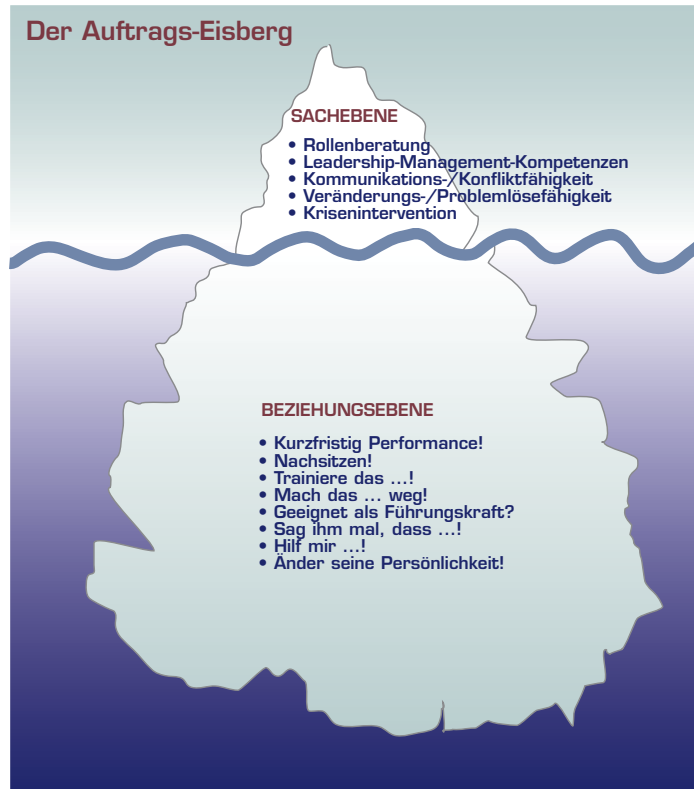 Der Auftrags-Eisberg
SACHEBENE
• Rollenberatung
• Leadership-Management-Kompetenzen
• Kommunikations-/Konfliktfähigkeit
• Veränderungs-/Problemlösefähigkeit
• Krisenintervention
BEZIEHUNGSEBENE
• Kurzfristig Performance!
• Nachsitzen!
• Trainiere das ...!
• Mach das ... weg!
• Geeignet als Führungskraft?
• Sag ihm mal, dass ...!
• Hilf mir ...!
• Änder seine Persönlichkeit!